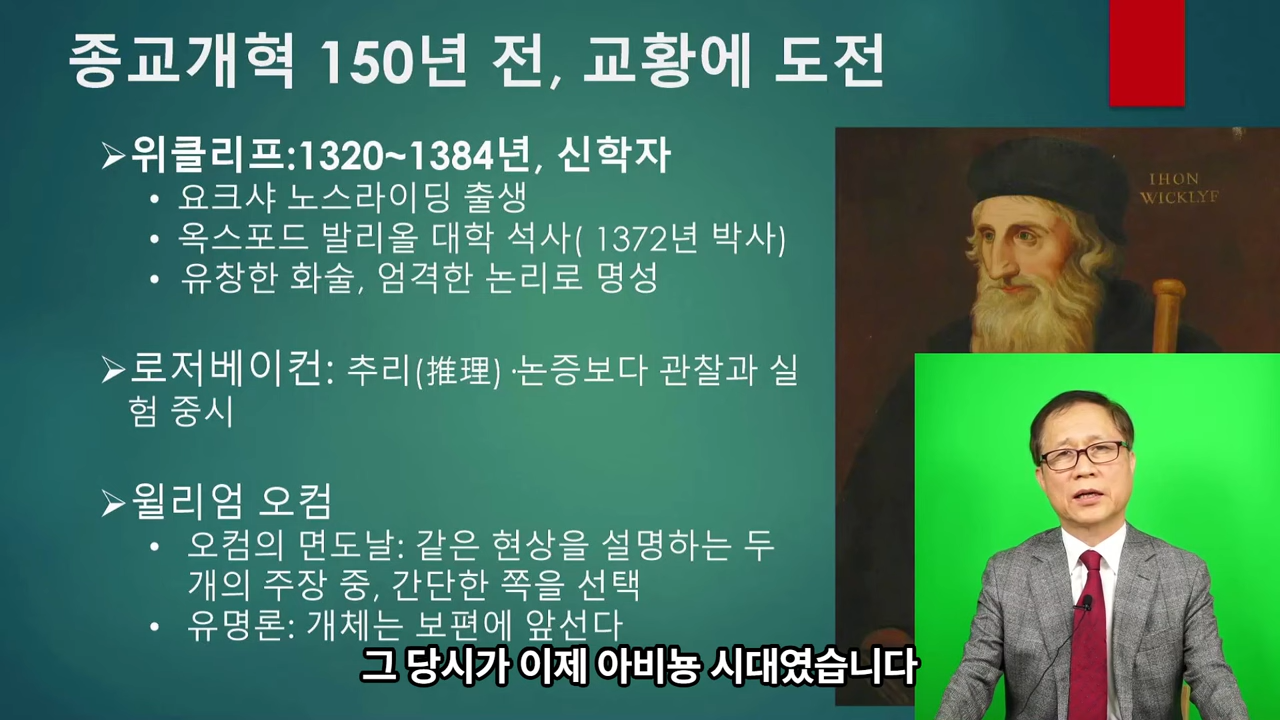 종교개혁 150년 전, 교황에 도전
➢위클리프:1320~1384년, 신학자
• 요크샤 노스라이딩 출생
• 옥스포드 발리올 대학 석사( 1372년 박사)
• 유창한 화술, 엄격한 논리로 명성
IHON
WICKLYF
➢로저베이컨: 추리(推理)·논증보다 관찰과 실
험 중시
➢윌리엄 오컴
• 오컴의 면도날: 같은 현상을 설명하는 두
개의 주장 중, 간단한 쪽을 선택
• 유명론: 개체는 보편에 앞선다
그 당시가 이제 아비뇽 시대였습니다